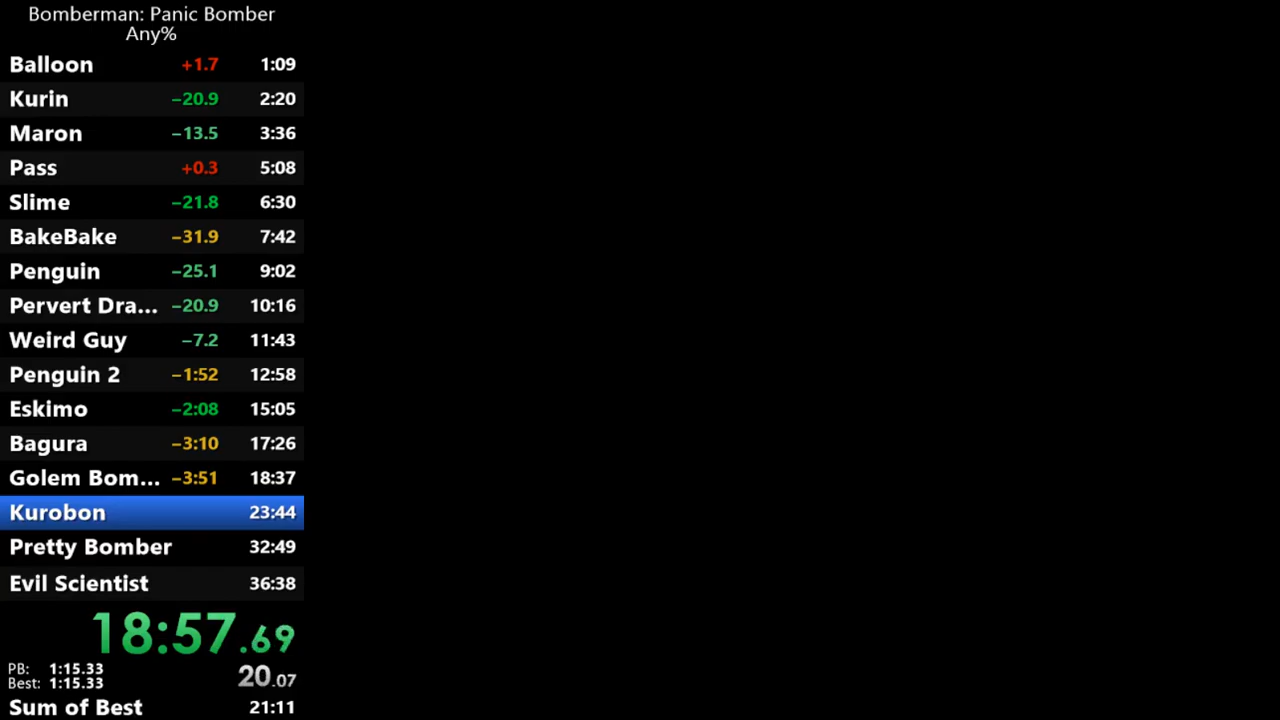 Bomberman: Panic Bomber
Any%
Balloon +1.7 1:09
Kurin −20.9 2:20
Maron −13.5 3:36
Pass +0.3 5:08
Slime −21.8 6:30
BakeBake −31.9 7:42
Penguin −25.1 9:02
Pervert Dra... −20.9 10:16
Weird Guy −7.2 11:43
Penguin 2 −1:52 12:58
Eskimo −2:08 15:05
Bagura −3:10 17:26
Golem Bom... −3:51 18:37
Kurobon 23:44
Pretty Bomber 32:49
Evil Scientist 36:38
18:57.69
PB: 1:15.33
Best: 1:15.33
20.07
Sum of Best 21:11